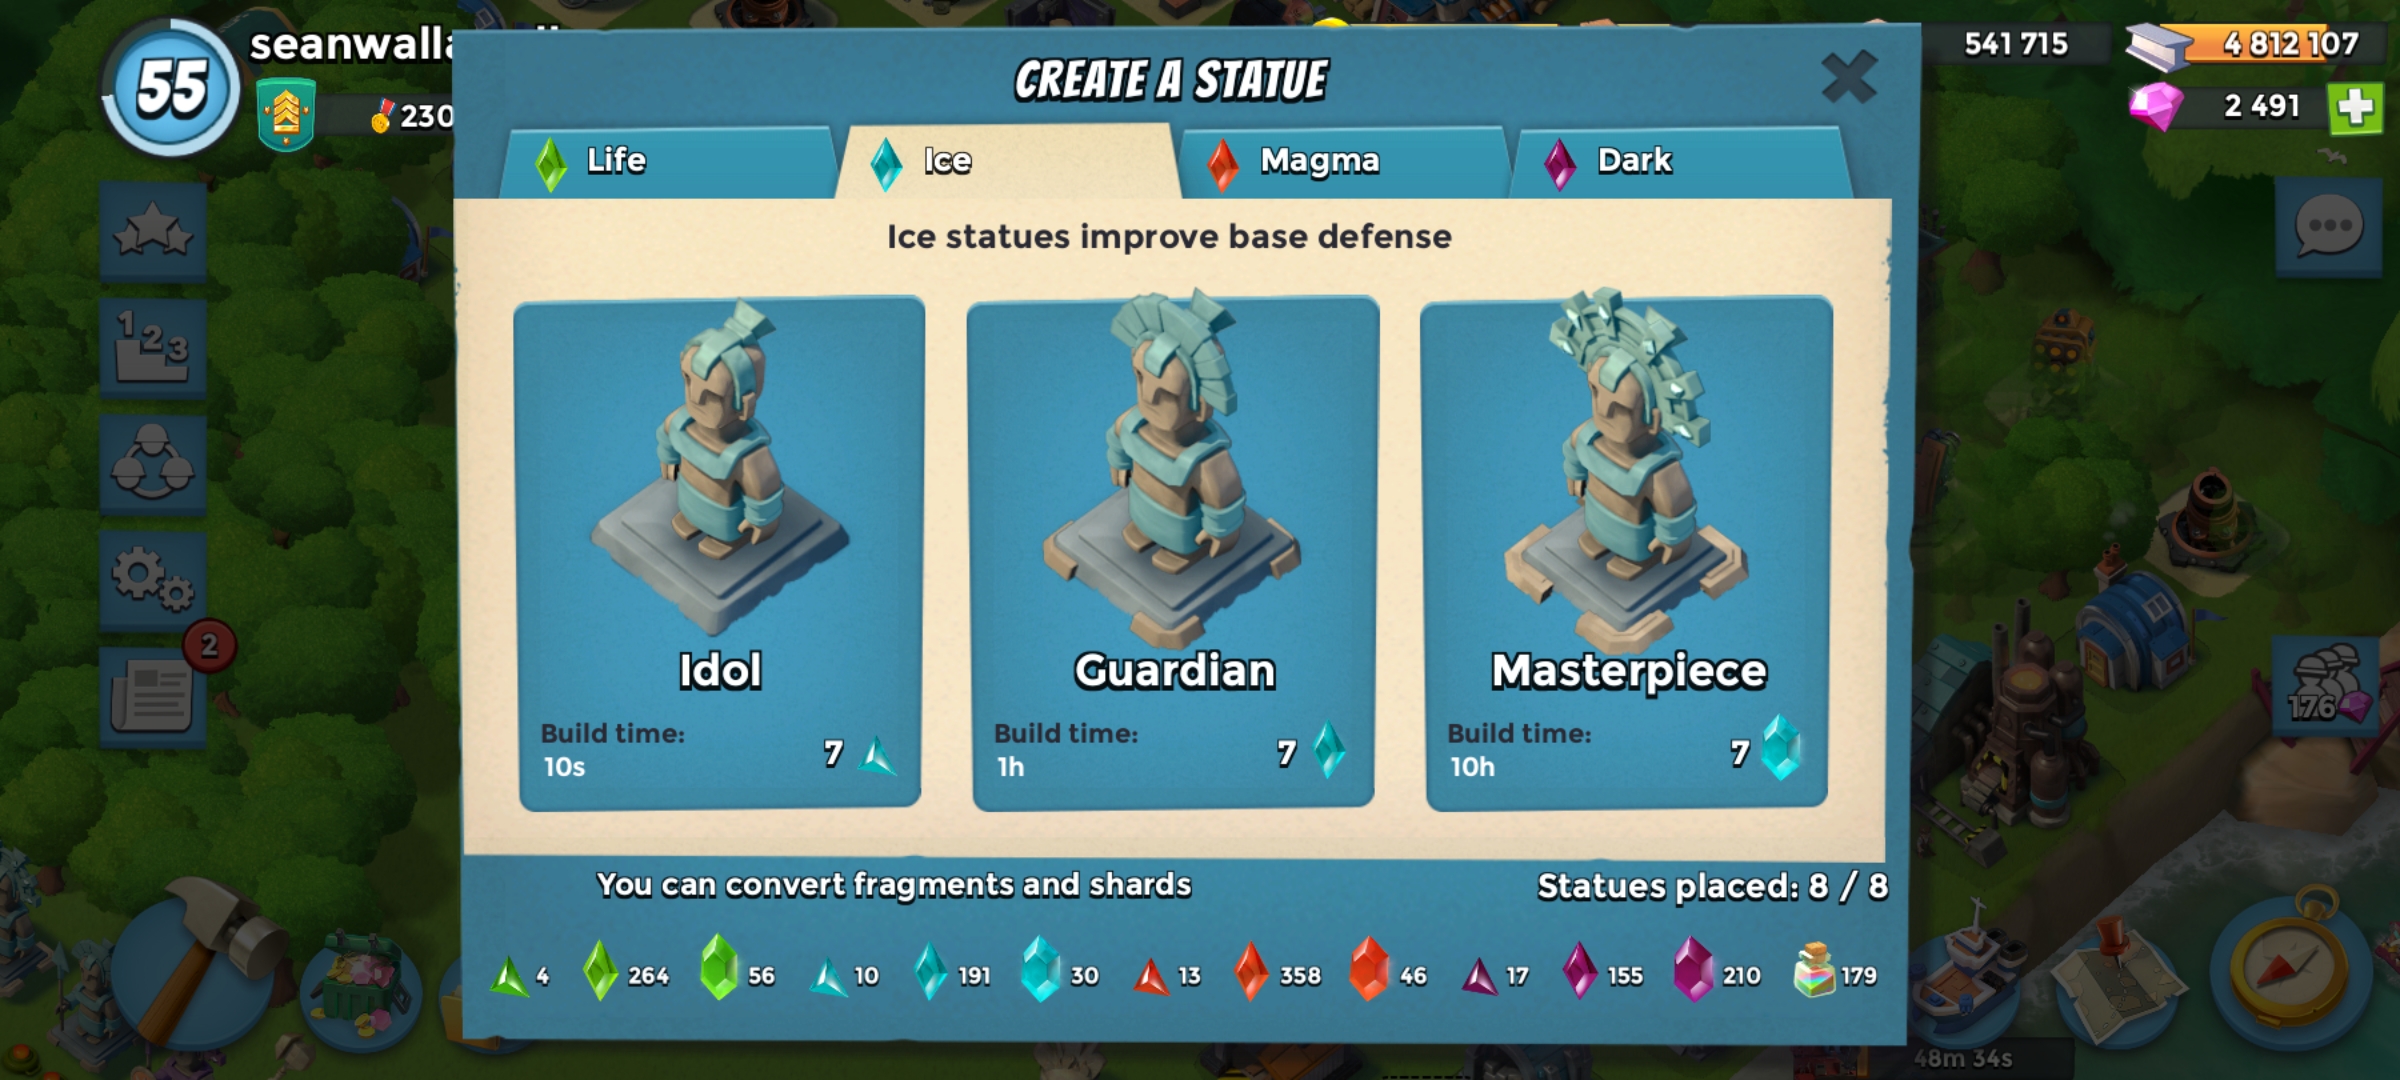 55
230
CREATE A STATUE
541 715
4 812 107
2 491
Life
Ice
Magma
Dark
Ice statues improve base defense
1 2 3
2
Idol
Guardian
Masterpiece
176
Build time:
10s
7
Build time:
1h
7
Build time:
10h
7
You can convert fragments and shards
Statues placed: 8 / 8
4
264
56
10
191
30
13
358
46
17
155
210
179
48m 34s